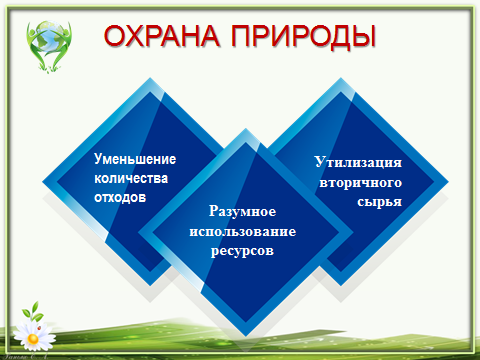 ОХРАНА ПРИРОДЫ
Уменьшение
количества
отходов
Разумное
использование
ресурсов
Утилизация
вторичного
сырья